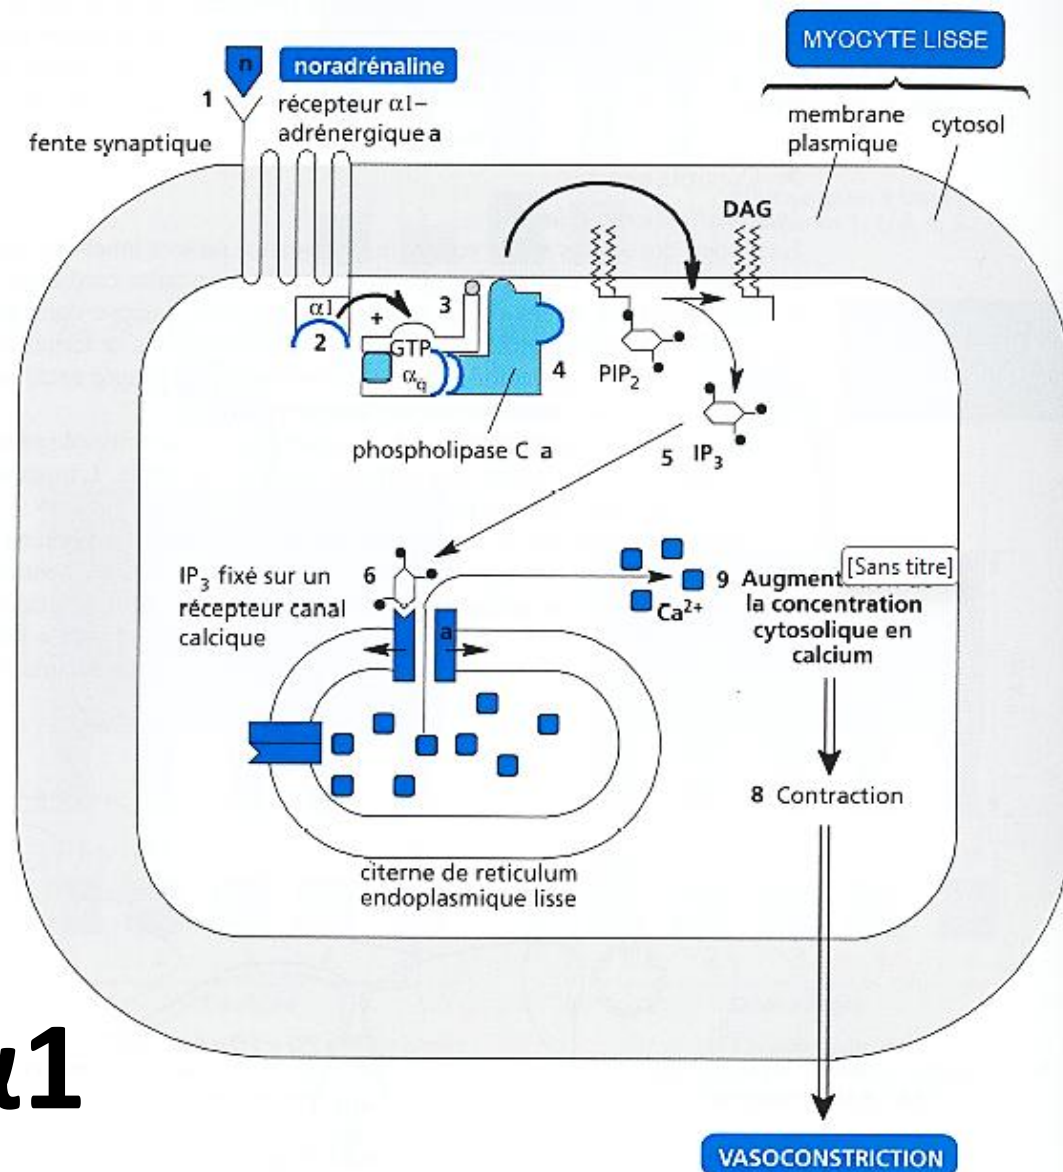 MYOCYTE LISSE
n
noradrénaline
1
récepteur α1–
adrénergique a
fente synaptique
membrane
plasmique
cytosol
DAG
α1
+
3
2
GTP
αq
4
PIP2
phospholipase C a
5 IP3
IP3 fixé sur un
récepteur canal
calcique
6
a
Ca2+
[Sans titre]
9 Augment
la concentration
cytosolique en
calcium
8 Contraction
citerne de reticulum
endoplasmique lisse
α1
VASOCONSTRICTION